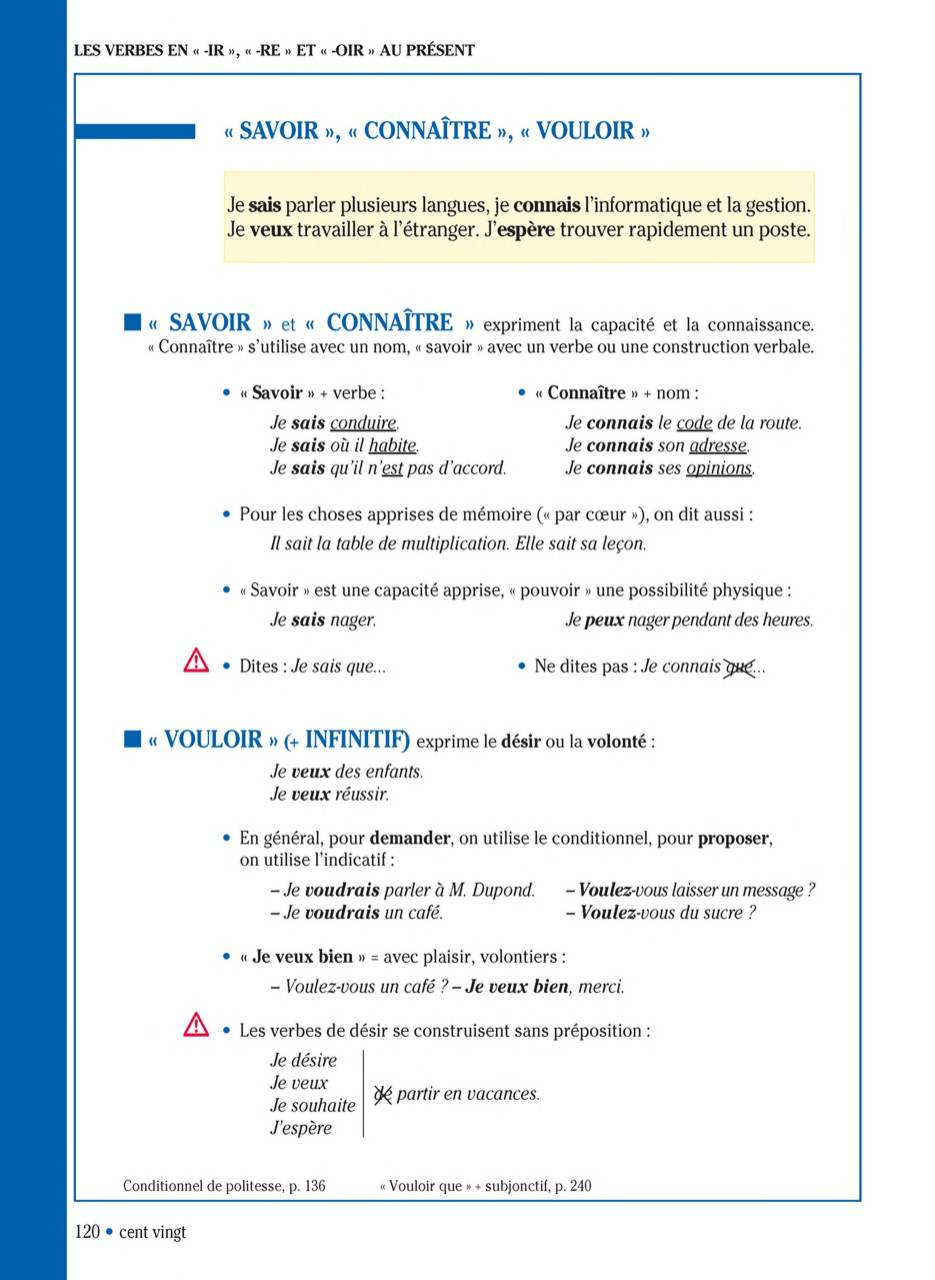 LES VERBES EN « -IR », « -RE » ET « -OIR » AU PRÉSENT
« SAVOIR », « CONNAÎTRE », « VOULOIR »
Je sais parler plusieurs langues, je connais l'informatique et la gestion.
Je veux travailler à l'étranger. J'espère trouver rapidement un poste.
■ « SAVOIR » et « CONNAÎTRE » expriment la capacité et la connaissance.
« Connaître » s'utilise avec un nom, « savoir » avec un verbe ou une construction verbale.
• « Savoir » + verbe :
Je sais conduire.
Je sais où il habite.
Je sais qu'il n'est pas d'accord.
• « Connaître » + nom :
Je connais le code de la route.
Je connais son adresse.
Je connais ses opinions.
• Pour les choses apprises de mémoire (« par cœur »), on dit aussi :
Il sait la table de multiplication. Elle sait sa leçon.
• « Savoir » est une capacité apprise, « pouvoir » une possibilité physique :
Je sais nager. Je peux nager pendant des heures.
• Dites : Je sais que... • Ne dites pas : Je connais que...
■ « VOULOIR » (+ INFINITIF) exprime le désir ou la volonté :
Je veux des enfants.
Je veux réussir.
• En général, pour demander, on utilise le conditionnel, pour proposer,
on utilise l'indicatif :
– Je voudrais parler à M. Dupond. – Voulez-vous laisser un message ?
– Je voudrais un café. – Voulez-vous du sucre ?
• « Je veux bien » = avec plaisir, volontiers :
– Voulez-vous un café ? – Je veux bien, merci.
• Les verbes de désir se construisent sans préposition :
Je désire
Je veux
Je souhaite
J'espère
de partir en vacances.
Conditionnel de politesse, p. 136 « Vouloir que » + subjonctif, p. 240
120 • cent vingt